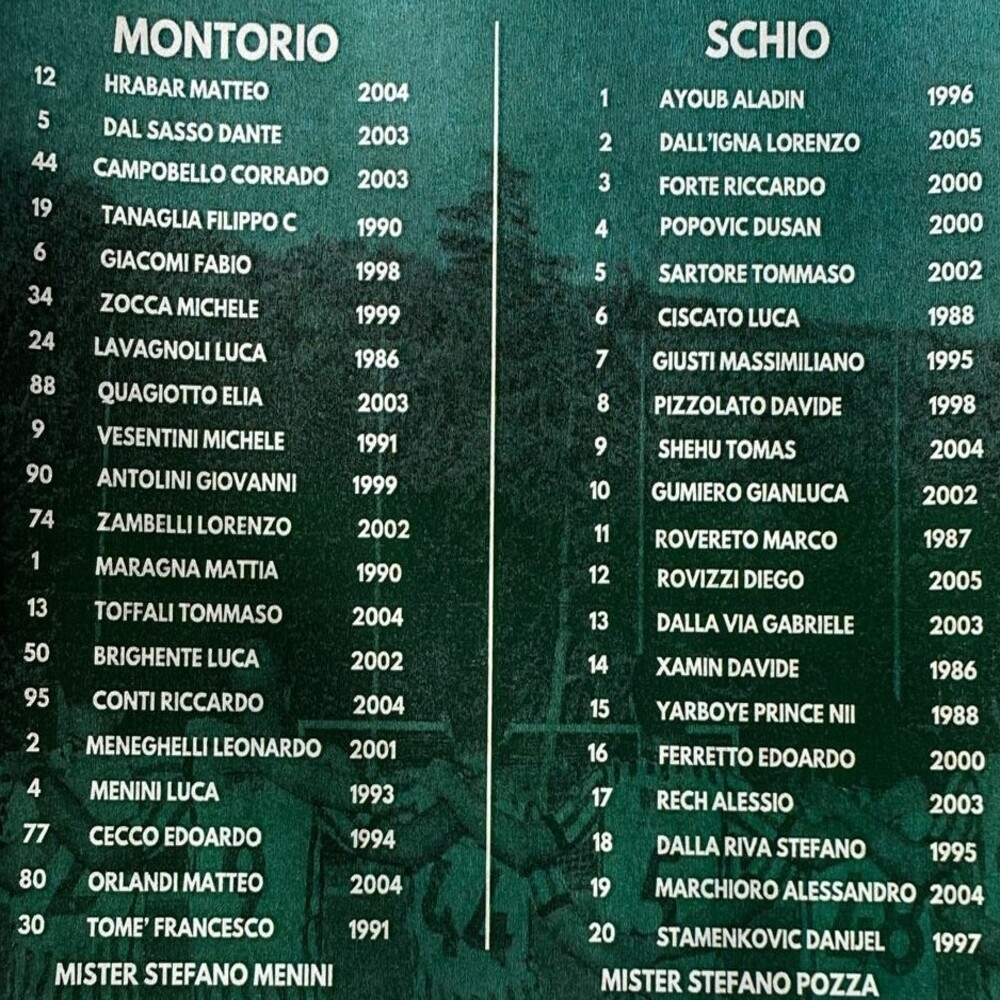 MONTORIO
12 HRABAR MATTEO 2004
5 DAL SASSO DANTE 2003
44 CAMPOBELLO CORRADO 2003
19 TANAGLIA FILIPPO C 1990
6 GIACOMI FABIO 1998
34 ZOCCA MICHELE 1999
24 LAVAGNOLI LUCA 1986
88 QUAGIOTTO ELIA 2003
9 VESENTINI MICHELE 1991
90 ANTOLINI GIOVANNI 1999
74 ZAMBELLI LORENZO 2002
1 MARAGNA MATTIA 1990
13 TOFFALI TOMMASO 2004
50 BRIGHENTE LUCA 2002
95 CONTI RICCARDO 2004
2 MENEGHELLI LEONARDO 2001
4 MENINI LUCA 1993
77 CECCO EDOARDO 1994
80 ORLANDI MATTEO 2004
30 TOME' FRANCESCO 1991
MISTER STEFANO MENINI
SCHIO
1 AYOUB ALADIN 1996
2 DALL'IGNA LORENZO 2005
3 FORTE RICCARDO 2000
4 POPOVIC DUSAN 2000
5 SARTORE TOMMASO 2002
6 CISCATO LUCA 1988
7 GIUSTI MASSIMILIANO 1995
8 PIZZOLATO DAVIDE 1998
9 SHEHU TOMAS 2004
10 GUMIERO GIANLUCA 2002
11 ROVERETO MARCO 1987
12 ROVIZZI DIEGO 2005
13 DALLA VIA GABRIELE 2003
14 XAMIN DAVIDE 1986
15 YARBOYE PRINCE NII 1988
16 FERRETTO EDOARDO 2000
17 RECH ALESSIO 2003
18 DALLA RIVA STEFANO 1995
19 MARCHIORO ALESSANDRO 2004
20 STAMENKOVIC DANIJEL 1997
MISTER STEFANO POZZA